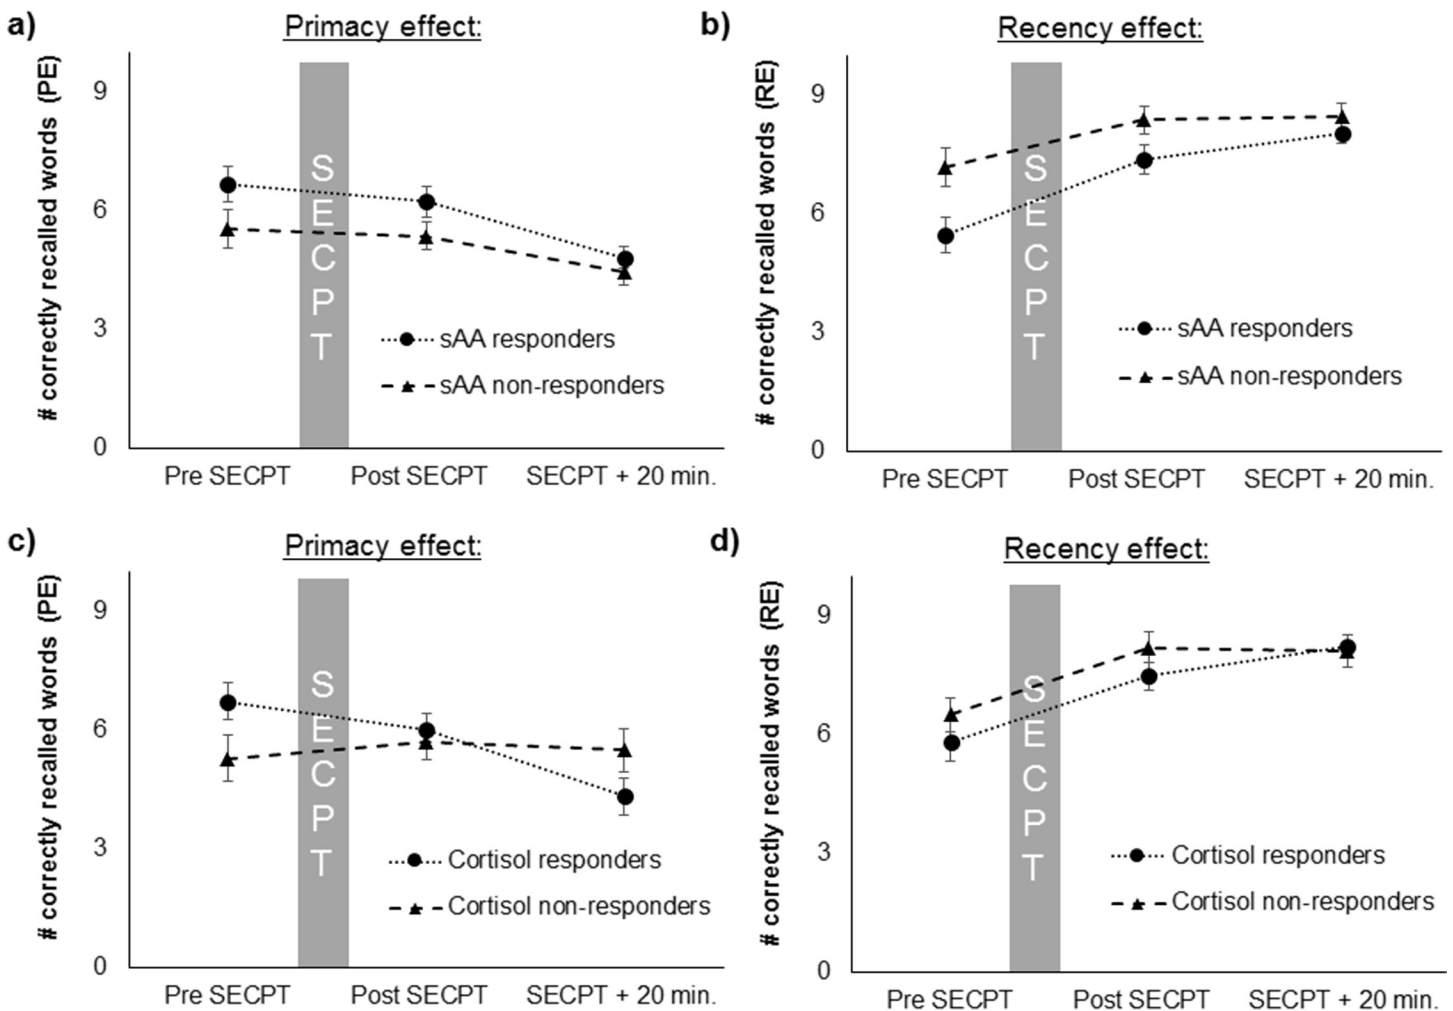 a)
Primacy effect:
# correctly recalled words (PE)
9
6
3
0
SECPT
sAA responders
sAA non-responders
Pre SECPT
Post SECPT
SECPT + 20 min.
b)
Recency effect:
# correctly recalled words (RE)
9
6
3
0
SECPT
sAA responders
sAA non-responders
Pre SECPT
Post SECPT
SECPT + 20 min.
c)
Primacy effect:
# correctly recalled words (PE)
9
6
3
0
SECPT
Cortisol responders
Cortisol non-responders
Pre SECPT
Post SECPT
SECPT + 20 min.
d)
Recency effect:
# correctly recalled words (RE)
9
6
3
0
SECPT
Cortisol responders
Cortisol non-responders
Pre SECPT
Post SECPT
SECPT + 20 min.